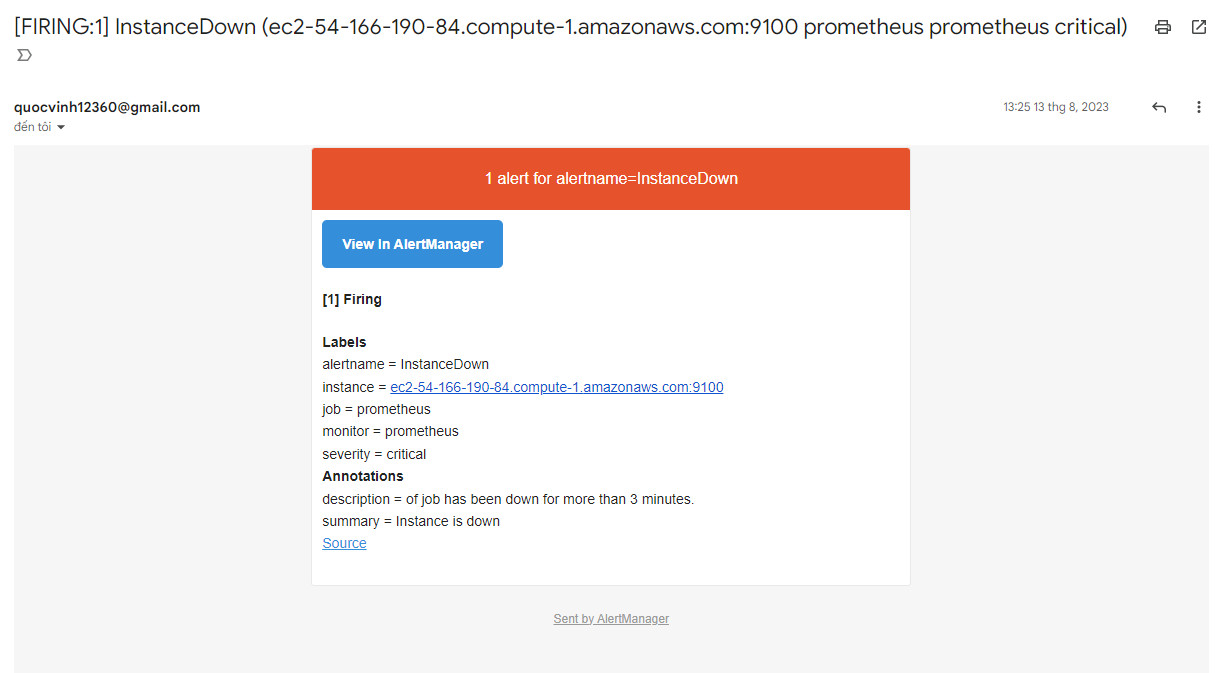 [FIRING:1] InstanceDown (ec2-54-166-190-84.compute-1.amazonaws.com:9100 prometheus prometheus critical)
quocvinh12360@gmail.com
13:25 13 thg 8, 2023
đến tôi
1 alert for alertname=InstanceDown
View In AlertManager
[1] Firing
Labels
alertname = InstanceDown
instance = ec2-54-166-190-84.compute-1.amazonaws.com:9100
job = prometheus
monitor = prometheus
severity = critical
Annotations
description = of job has been down for more than 3 minutes.
summary = Instance is down
Source
Sent by AlertManager